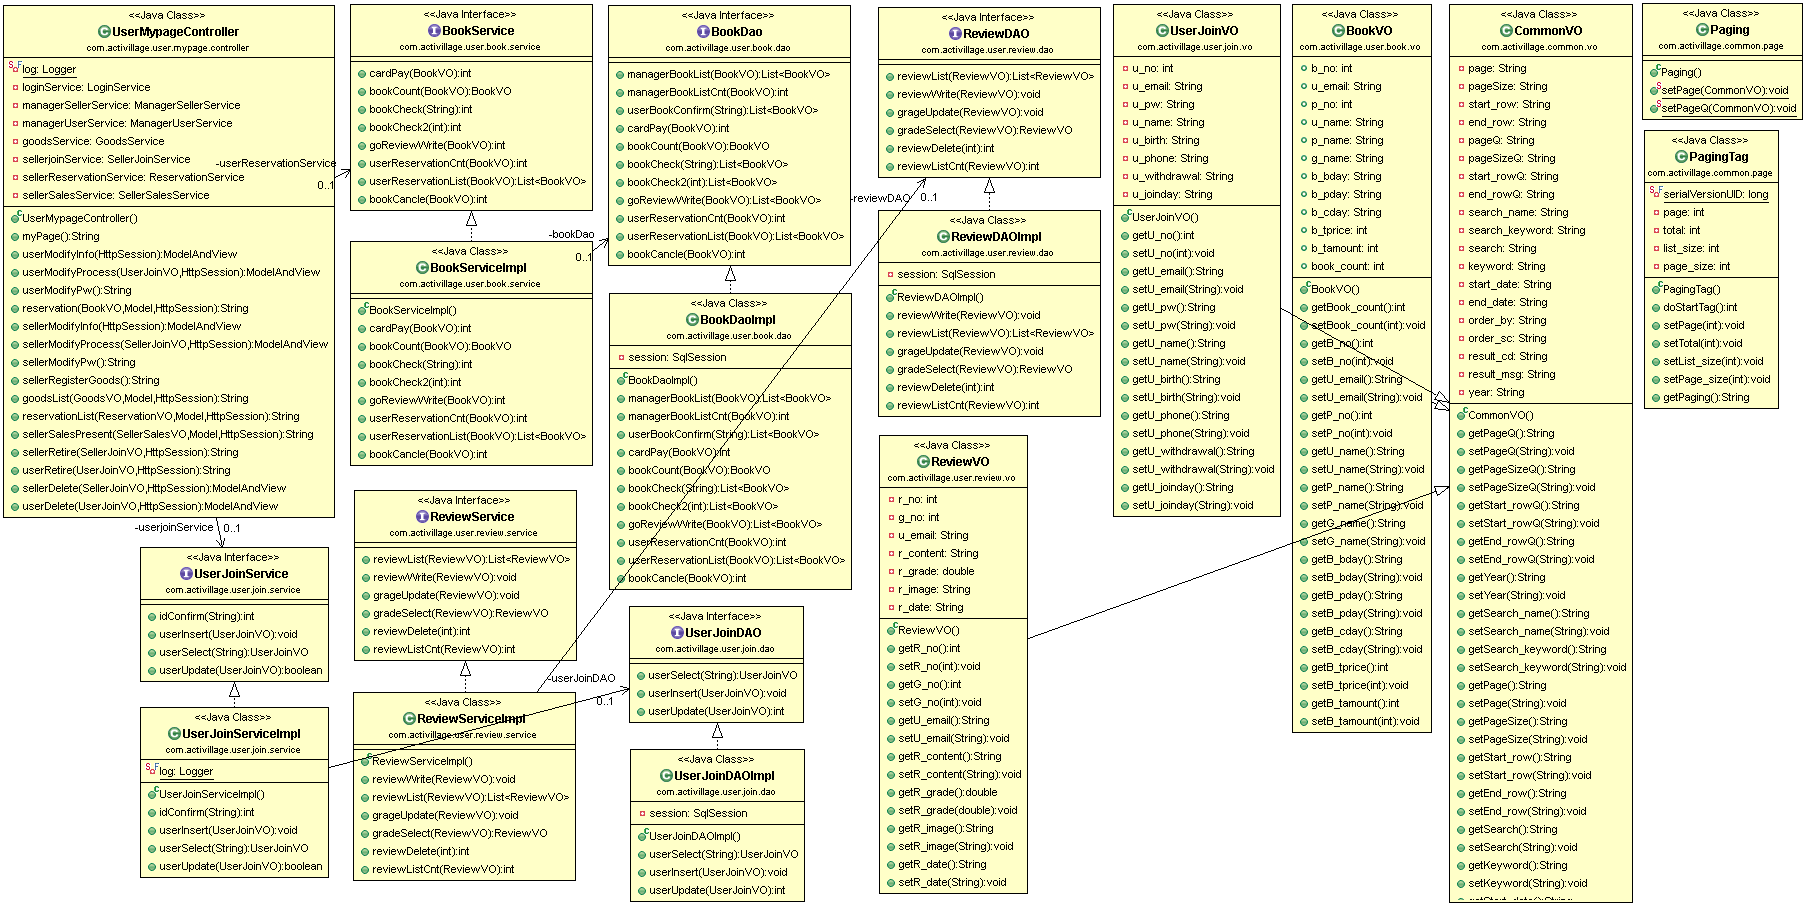 <<Java Class>>
UserMypageController
com.activillage.user.mypage.controller
log: Logger
loginService: LoginService
managerSellerService: ManagerSellerService
managerUserService: ManagerUserService
goodsService: GoodsService
sellerjoinService: SellerJoinService
sellerReservationService: ReservationService
sellerSalesService: SellerSalesService
UserMypageController()
myPage():String
userModifyInfo(HttpSession):ModelAndView
userModifyProcess(UserJoinVO,HttpSession):ModelAndView
userModifyPw():String
reservation(BookVO,Model,HttpSession):String
sellerModifyInfo(HttpSession):ModelAndView
sellerModifyProcess(SellerJoinVO,HttpSession):ModelAndView
sellerModifyPw():String
sellerRegisterGoods():String
goodsList(GoodsVO,Model,HttpSession):String
reservationList(ReservationVO,Model,HttpSession):String
sellerSalesPresent(SellerSalesVO,Model,HttpSession):String
sellerRetire(SellerJoinVO,HttpSession):String
userRetire(UserJoinVO,HttpSession):String
sellerDelete(SellerJoinVO,HttpSession):ModelAndView
userDelete(UserJoinVO,HttpSession):ModelAndView
-userReservationService
0..1
-userjoinService
0..1
<<Java Interface>>
UserJoinService
com.activillage.user.join.service
idConfirm(String):int
userInsert(UserJoinVO):void
userSelect(String):UserJoinVO
userUpdate(UserJoinVO):boolean
<<Java Class>>
UserJoinServiceImpl
com.activillage.user.join.service
log: Logger
UserJoinServiceImpl()
idConfirm(String):int
userInsert(UserJoinVO):void
userSelect(String):UserJoinVO
userUpdate(UserJoinVO):boolean
<<Java Interface>>
BookService
com.activillage.user.book.service
cardPay(BookVO):int
bookCount(BookVO):BookVO
bookCheck(String):int
bookCheck2(int):int
goReviewWrite(BookVO):int
userReservationCnt(BookVO):int
userReservationList(BookVO):List<BookVO>
bookCancle(BookVO):int
<<Java Class>>
BookServiceImpl
com.activillage.user.book.service
BookServiceImpl()
cardPay(BookVO):int
bookCount(BookVO):BookVO
bookCheck(String):int
bookCheck2(int):int
goReviewWrite(BookVO):int
userReservationCnt(BookVO):int
userReservationList(BookVO):List<BookVO>
bookCancle(BookVO):int
-bookDao
0..1
<<Java Interface>>
ReviewService
com.activillage.user.review.service
reviewList(ReviewVO):List<ReviewVO>
reviewWrite(ReviewVO):void
grageUpdate(ReviewVO):void
gradeSelect(ReviewVO):ReviewVO
reviewDelete(int):int
reviewListCnt(ReviewVO):int
<<Java Class>>
ReviewServiceImpl
com.activillage.user.review.service
ReviewServiceImpl()
reviewWrite(ReviewVO):void
reviewList(ReviewVO):List<ReviewVO>
grageUpdate(ReviewVO):void
gradeSelect(ReviewVO):ReviewVO
reviewDelete(int):int
reviewListCnt(ReviewVO):int
<<Java Interface>>
BookDao
com.activillage.user.book.dao
managerBookList(BookVO):List<BookVO>
managerBookListCnt(BookVO):int
userBookConfirm(String):List<BookVO>
cardPay(BookVO):int
bookCount(BookVO):BookVO
bookCheck(String):List<BookVO>
bookCheck2(int):List<BookVO>
goReviewWrite(BookVO):List<BookVO>
userReservationCnt(BookVO):int
userReservationList(BookVO):List<BookVO>
bookCancle(BookVO):int
<<Java Class>>
BookDaoImpl
com.activillage.user.book.dao
session: SqlSession
BookDaoImpl()
managerBookList(BookVO):List<BookVO>
managerBookListCnt(BookVO):int
userBookConfirm(String):List<BookVO>
cardPay(BookVO):int
bookCount(BookVO):BookVO
bookCheck(String):List<BookVO>
bookCheck2(int):List<BookVO>
goReviewWrite(BookVO):List<BookVO>
userReservationCnt(BookVO):int
userReservationList(BookVO):List<BookVO>
bookCancle(BookVO):int
-userJoinDAO
0..1
<<Java Interface>>
UserJoinDAO
com.activillage.user.join.dao
userSelect(String):UserJoinVO
userInsert(UserJoinVO):void
userUpdate(UserJoinVO):int
<<Java Class>>
UserJoinDAOImpl
com.activillage.user.join.dao
session: SqlSession
UserJoinDAOImpl()
userSelect(String):UserJoinVO
userInsert(UserJoinVO):void
userUpdate(UserJoinVO):int
-reviewDAO
0..1
<<Java Interface>>
ReviewDAO
com.activillage.user.review.dao
reviewList(ReviewVO):List<ReviewVO>
reviewWrite(ReviewVO):void
grageUpdate(ReviewVO):void
gradeSelect(ReviewVO):ReviewVO
reviewDelete(int):int
reviewListCnt(ReviewVO):int
<<Java Class>>
ReviewDAOImpl
com.activillage.user.review.dao
session: SqlSession
ReviewDAOImpl()
reviewWrite(ReviewVO):void
reviewList(ReviewVO):List<ReviewVO>
grageUpdate(ReviewVO):void
gradeSelect(ReviewVO):ReviewVO
reviewDelete(int):int
reviewListCnt(ReviewVO):int
<<Java Class>>
ReviewVO
com.activillage.user.review.vo
r_no: int
g_no: int
u_email: String
r_content: String
r_grade: double
r_image: String
r_date: String
ReviewVO()
getR_no():int
setR_no(int):void
getG_no():int
setG_no(int):void
getU_email():String
setU_email(String):void
getR_content():String
setR_content(String):void
getR_grade():double
setR_grade(double):void
getR_image():String
setR_image(String):void
getR_date():String
setR_date(String):void
<<Java Class>>
UserJoinVO
com.activillage.user.join.vo
u_no: int
u_email: String
u_pw: String
u_name: String
u_birth: String
u_phone: String
u_withdrawal: String
u_joinday: String
UserJoinVO()
getU_no():int
setU_no(int):void
getU_email():String
setU_email(String):void
getU_pw():String
setU_pw(String):void
getU_name():String
setU_name(String):void
getU_birth():String
setU_birth(String):void
getU_phone():String
setU_phone(String):void
getU_withdrawal():String
setU_withdrawal(String):void
getU_joinday():String
setU_joinday(String):void
<<Java Class>>
BookVO
com.activillage.user.book.vo
b_no: int
u_email: String
p_no: int
u_name: String
p_name: String
g_name: String
b_bday: String
b_pday: String
b_cday: String
b_tprice: int
b_tamount: int
book_count: int
BookVO()
getBook_count():int
setBook_count(int):void
getB_no():int
setB_no(int):void
getU_email():String
setU_email(String):void
getP_no():int
setP_no(int):void
getU_name():String
setU_name(String):void
getP_name():String
setP_name(String):void
getG_name():String
setG_name(String):void
getB_bday():String
setB_bday(String):void
getB_pday():String
setB_pday(String):void
getB_cday():String
setB_cday(String):void
getB_tprice():int
setB_tprice(int):void
getB_tamount():int
setB_tamount(int):void
<<Java Class>>
CommonVO
com.activillage.common.vo
page: String
pageSize: String
start_row: String
end_row: String
pageQ: String
pageSizeQ: String
start_rowQ: String
end_rowQ: String
search_name: String
search_keyword: String
search: String
keyword: String
start_date: String
end_date: String
order_by: String
order_sc: String
result_cd: String
result_msg: String
year: String
CommonVO()
getPageQ():String
setPageQ(String):void
getPageSizeQ():String
setPageSizeQ(String):void
getStart_rowQ():String
setStart_rowQ(String):void
getEnd_rowQ():String
setEnd_rowQ(String):void
getYear():String
setYear(String):void
getSearch_name():String
setSearch_name(String):void
getSearch_keyword():String
setSearch_keyword(String):void
getPage():String
setPage(String):void
getPageSize():String
setPageSize(String):void
getStart_row():String
setStart_row(String):void
getEnd_row():String
setEnd_row(String):void
getSearch():String
setSearch(String):void
getKeyword():String
setKeyword(String):void
<<Java Class>>
Paging
com.activillage.common.page
Paging()
setPage(CommonVO):void
setPageQ(CommonVO):void
<<Java Class>>
PagingTag
com.activillage.common.page
serialVersionUID: long
page: int
total: int
list_size: int
page_size: int
PagingTag()
doStartTag():int
setPage(int):void
setTotal(int):void
setList_size(int):void
setPage_size(int):void
getPaging():String